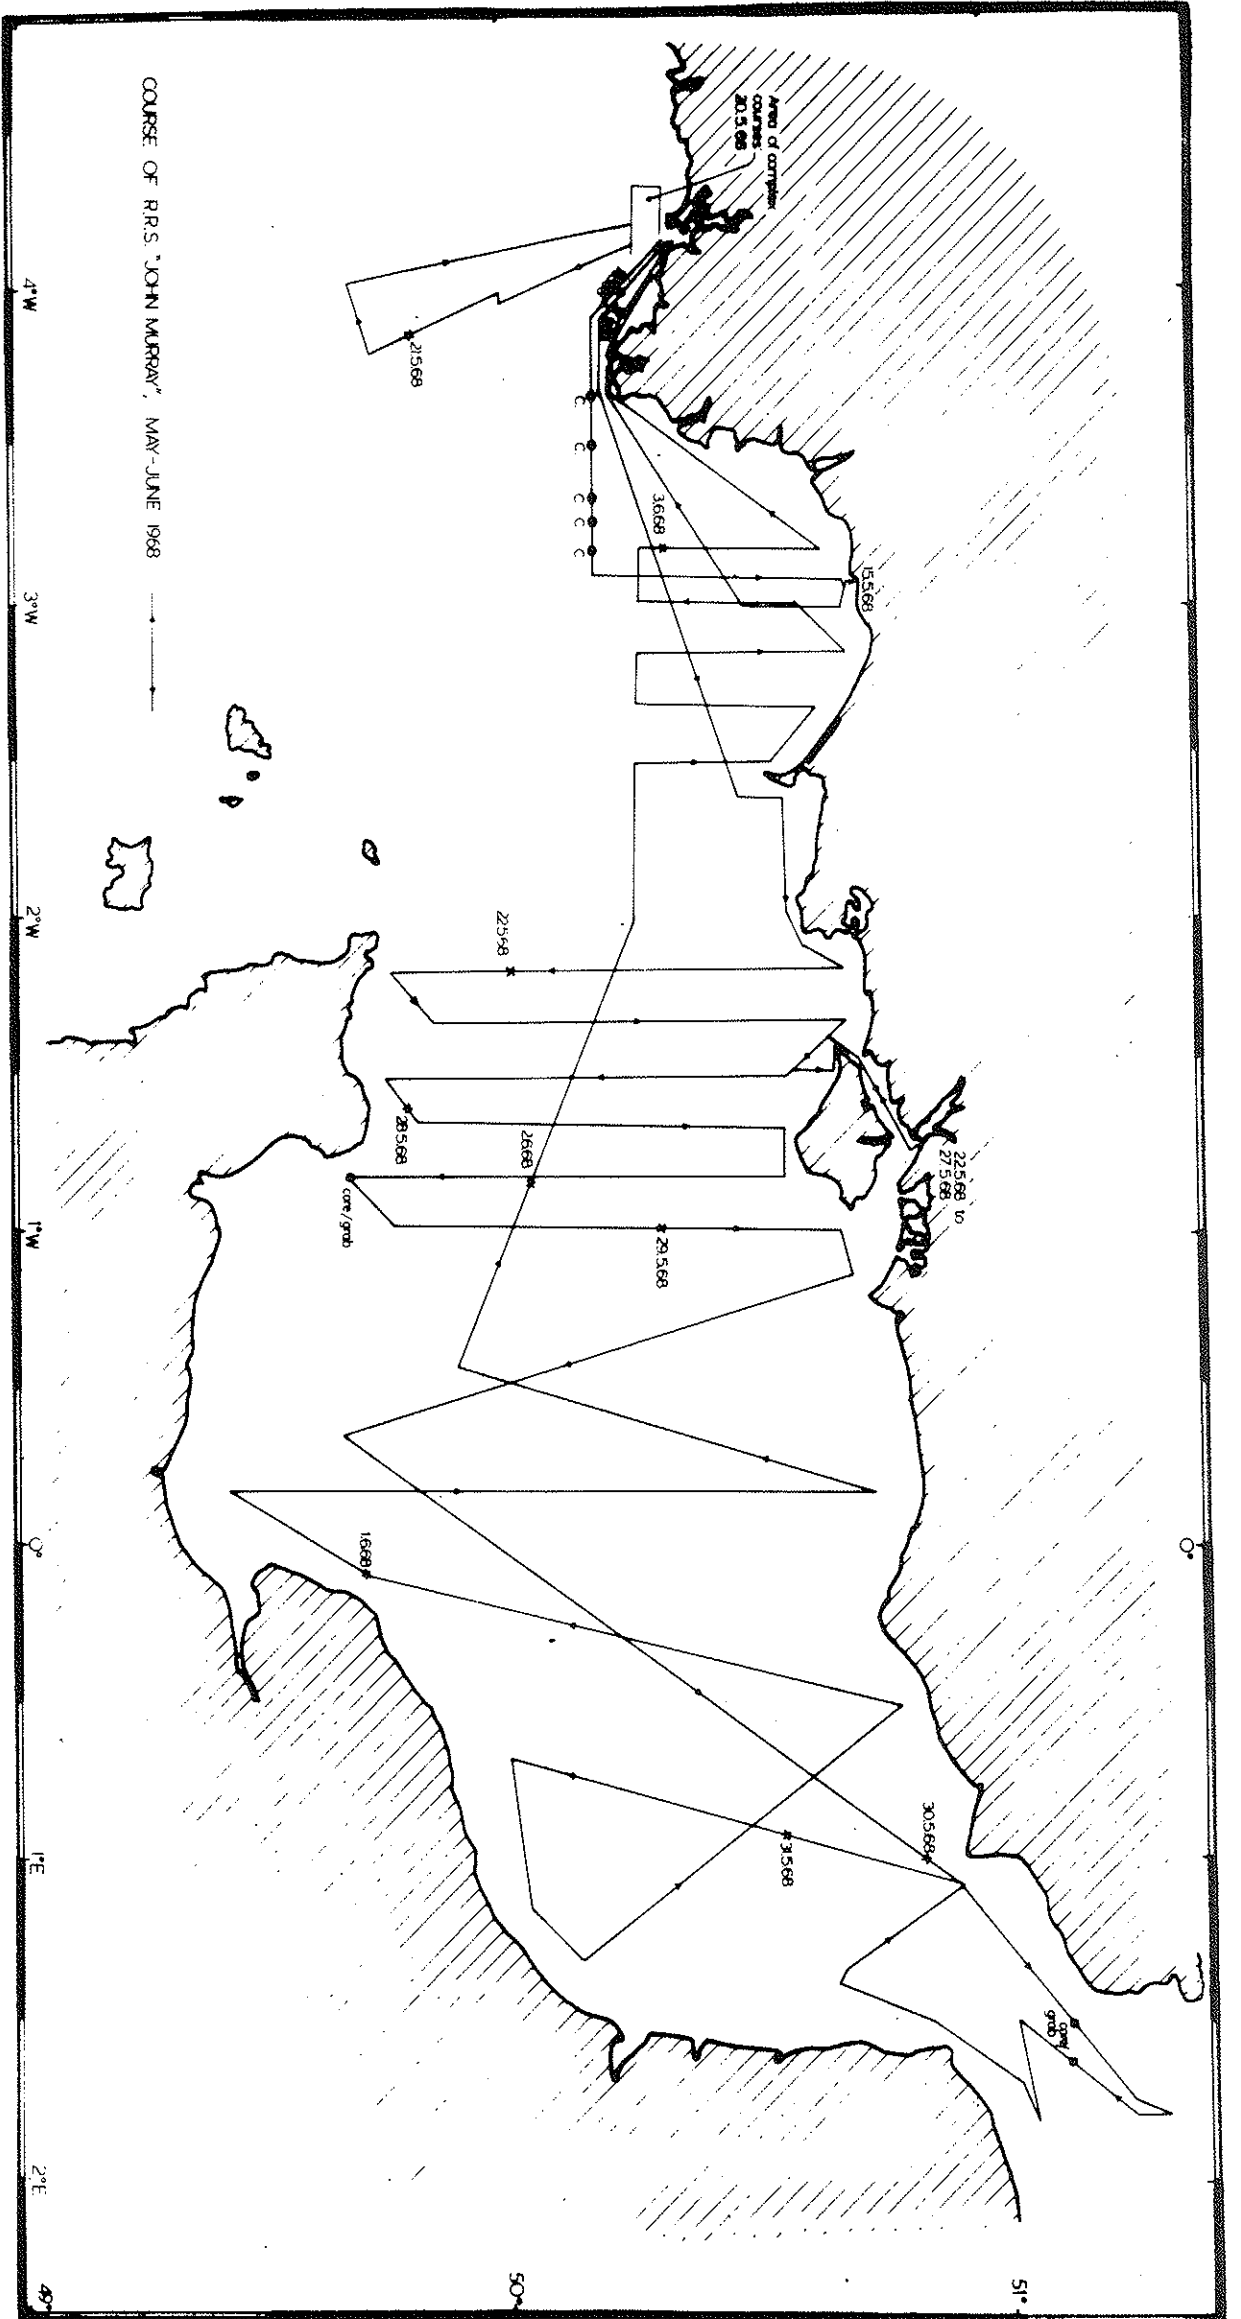 COURSE OF R.R.S. "JOHN MURRAY", MAY-JUNE 1968
Area of complex
courses
20.5.68
21.5.68
C
C
C
C
C
3.6.68
15.5.68
22.5.68
22.5.68 to
27.5.68
28.5.68
2.6.68
core/grab
29.5.68
1.6.68
30.5.68
31.5.68
core/
grab
4°W
3°W
2°W
1°W
0°
1°E
2°E
0°
49°
50°
51°